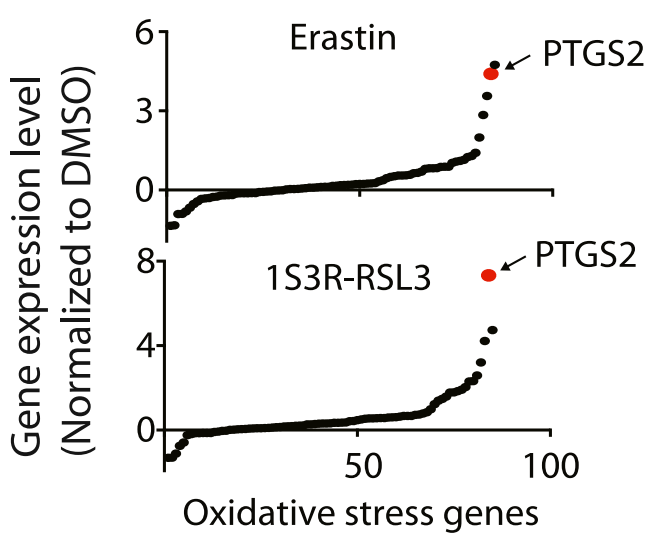 Gene expression level
(Normalized to DMSO)
6
Erastin
PTGS2
3
0
8
1S3R-RSL3
PTGS2
4
0
50
100
Oxidative stress genes